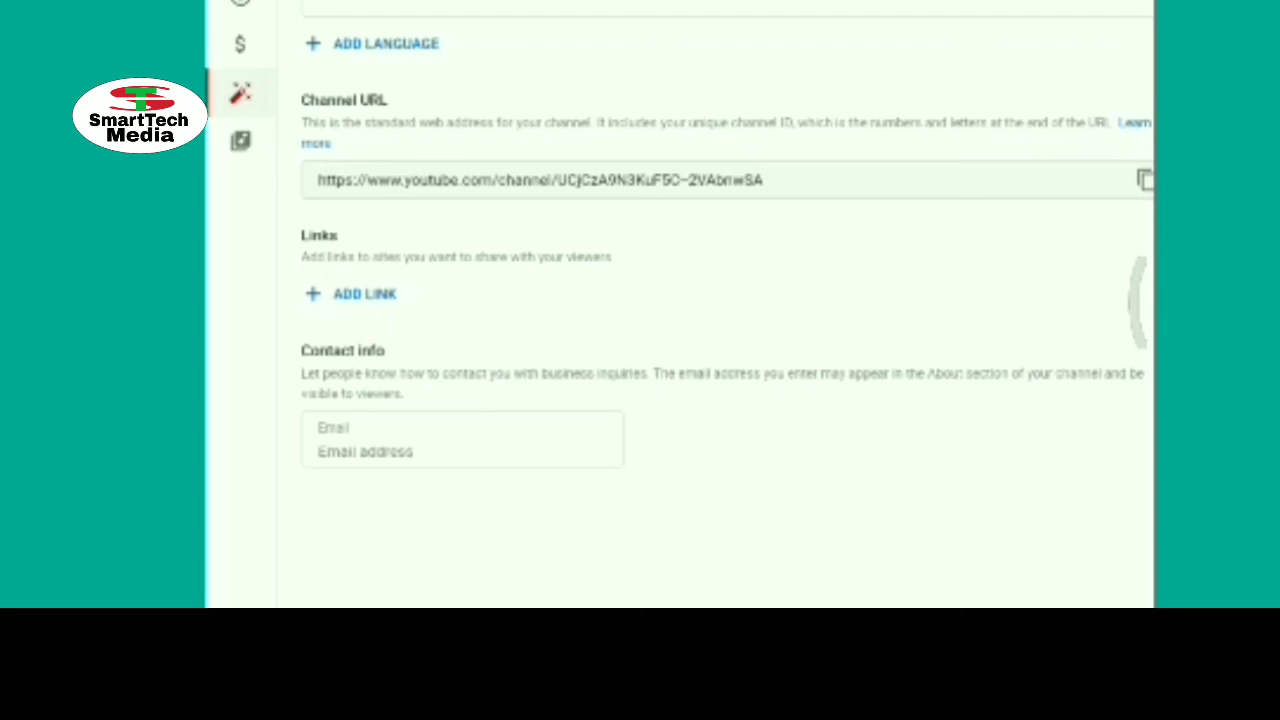 $
ADD LANGUAGE
SmartTech
Media
Channel URL
This is the standard web address for your channel. It includes your unique channel ID, which is the numbers and letters at the end of the URL. Learn
more
https://www.youtube.com/channel/UCjCzA9N3KuF5C-2VAbnwSA
Links
Add links to sites you want to share with your viewers
+ ADD LINK
Contact info
Let people know how to contact you with business inquiries. The email address you enter may appear in the About section of your channel and be
visible to viewers.
Email
Email address